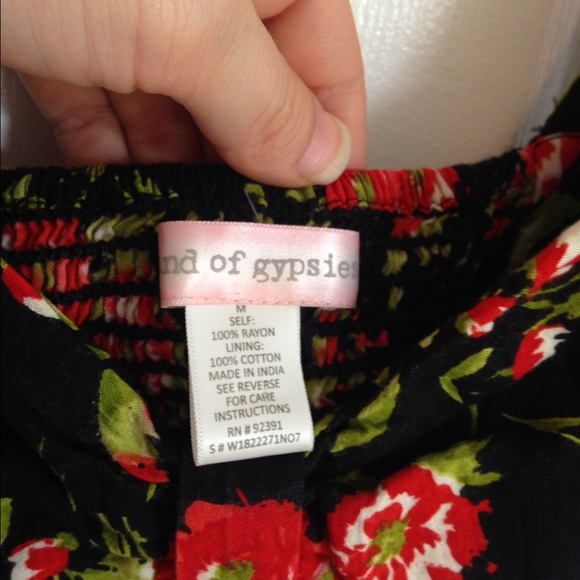 nd of gypsies
M
SELF:
100% RAYON
LINING:
100% COTTON
MADE IN INDIA
SEE REVERSE
FOR CARE
INSTRUCTIONS
RN # 92391
S # W1822271NO7